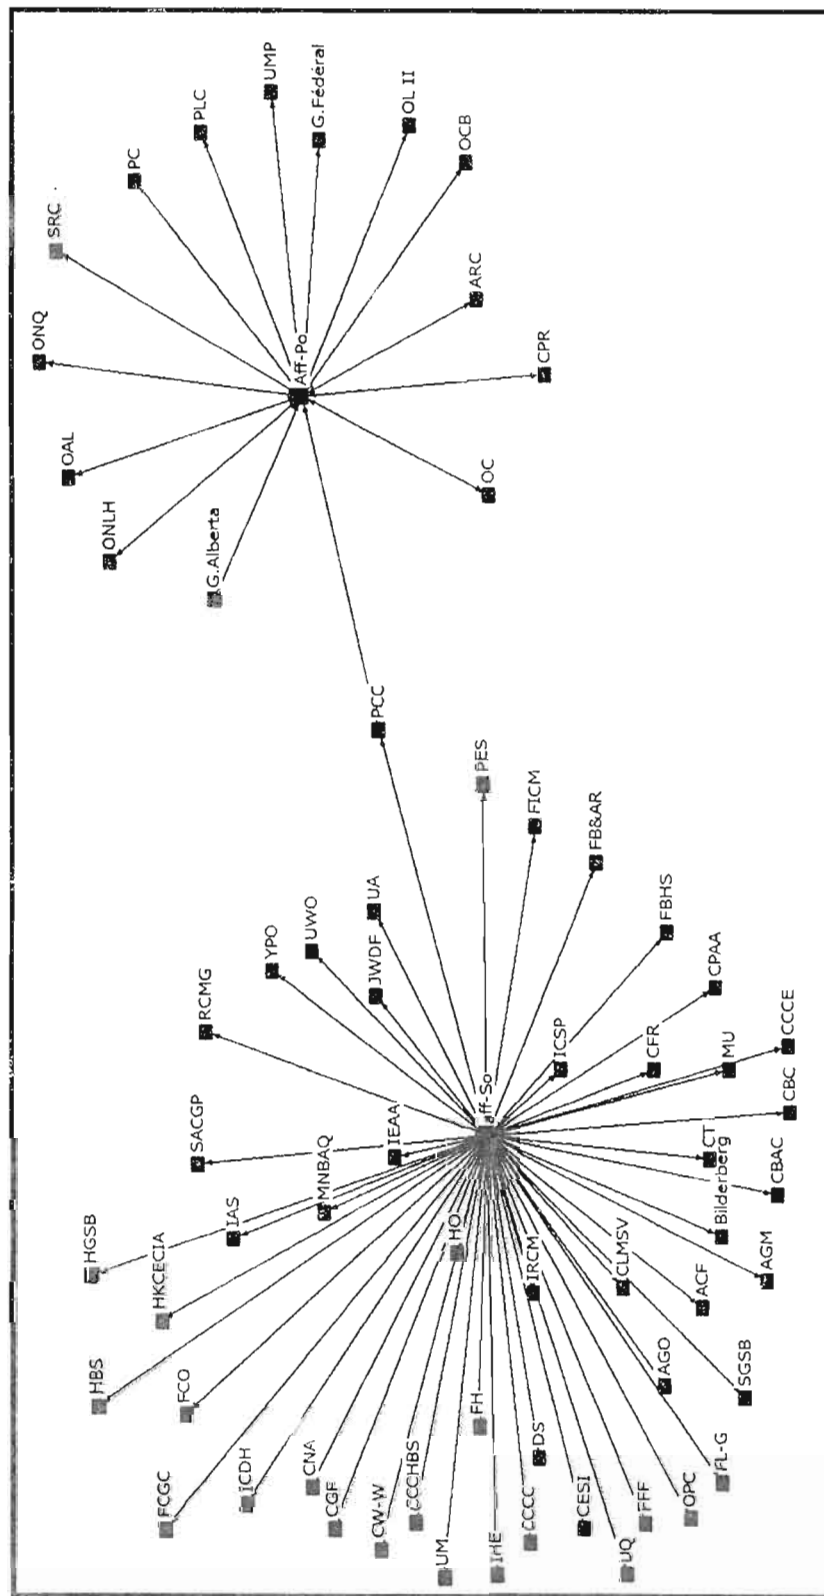 UMP
PLC
G.Fédéral
OL II
PC
OCB
SRC
ARC
ONQ
Aff-Po
CPR
OAL
OC
ONLH
G.Alberta
PCC
PES
FICM
FB&AR
UA
UWO
FBHS
YPO
JWDF
CPAA
RCMG
ICSP
CFR
MU
CCCE
aff-So
CBC
SACGP
IEAA
CT
MNBAQ
CBAC
IAS
Bilderberg
HO
HGSB
AGM
IRCM
CLMSV
HKCECIA
ACF
AGO
HBS
FCO
SGSB
FH
DS
FL-G
ICDH
CNA
FCGC
CGF
CCCHBS
CW-W
CCCC
CESI
FFF
OPC
UM
IHE
UQ